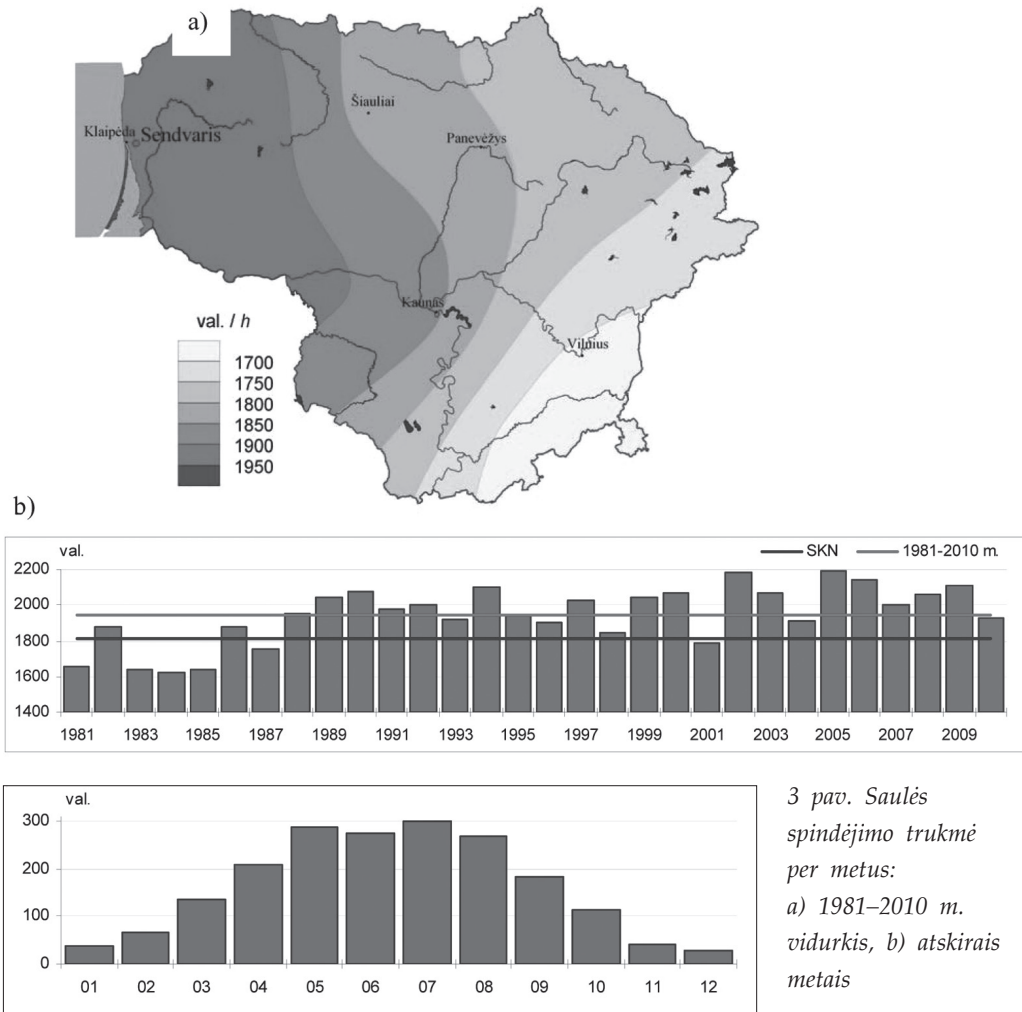 a)
Šiauliai
Klaipėda Sendvaris
Panevėžys
Kaunas
Vilnius
val. / h
1700
1750
1800
1850
1900
1950
b)
val.
SKN 1981-2010 m.
2200
2000
1800
1600
1400
1981 1983 1985 1987 1989 1991 1993 1995 1997 1999 2001 2003 2005 2007 2009
val.
300
200
100
0
01 02 03 04 05 06 07 08 09 10 11 12
3 pav. Saulės
spindėjimo trukmė
per metus:
a) 1981–2010 m.
vidurkis, b) atskirais
metais